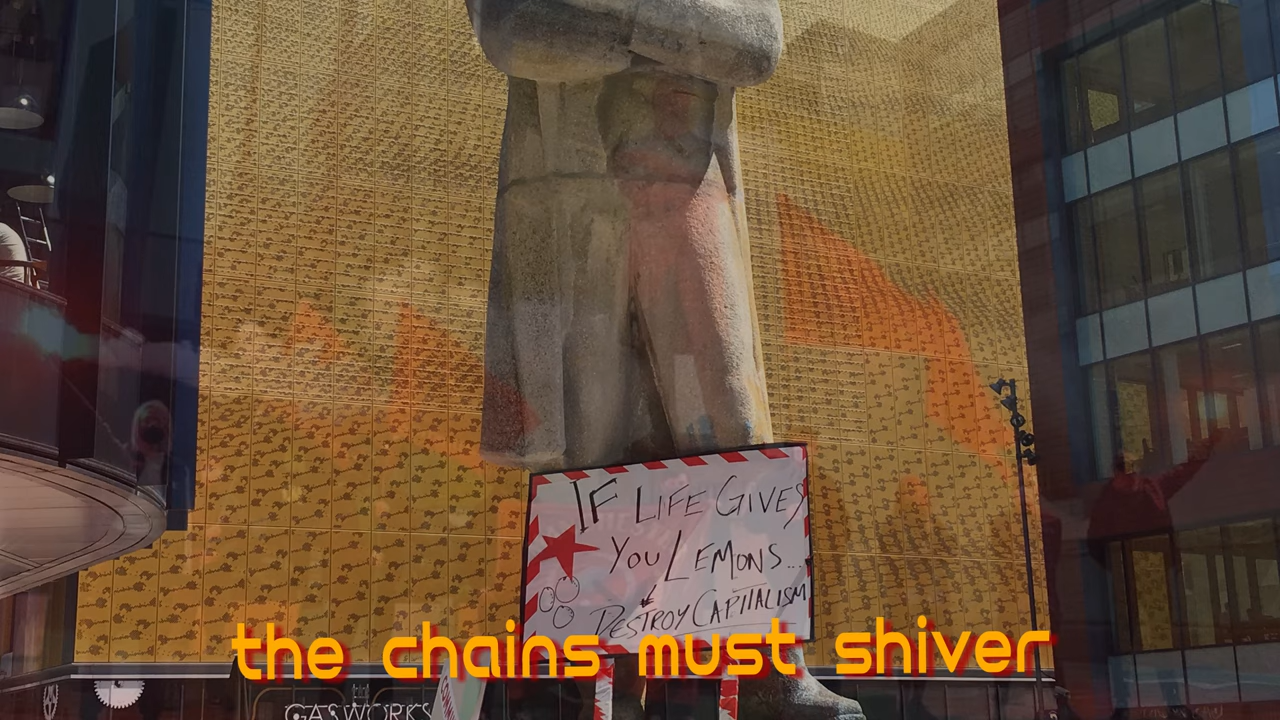 IF LIFE GIVES
YOU LEMONS...
DESTROY CAPITALISM
the chains must shiver
GASWORKS